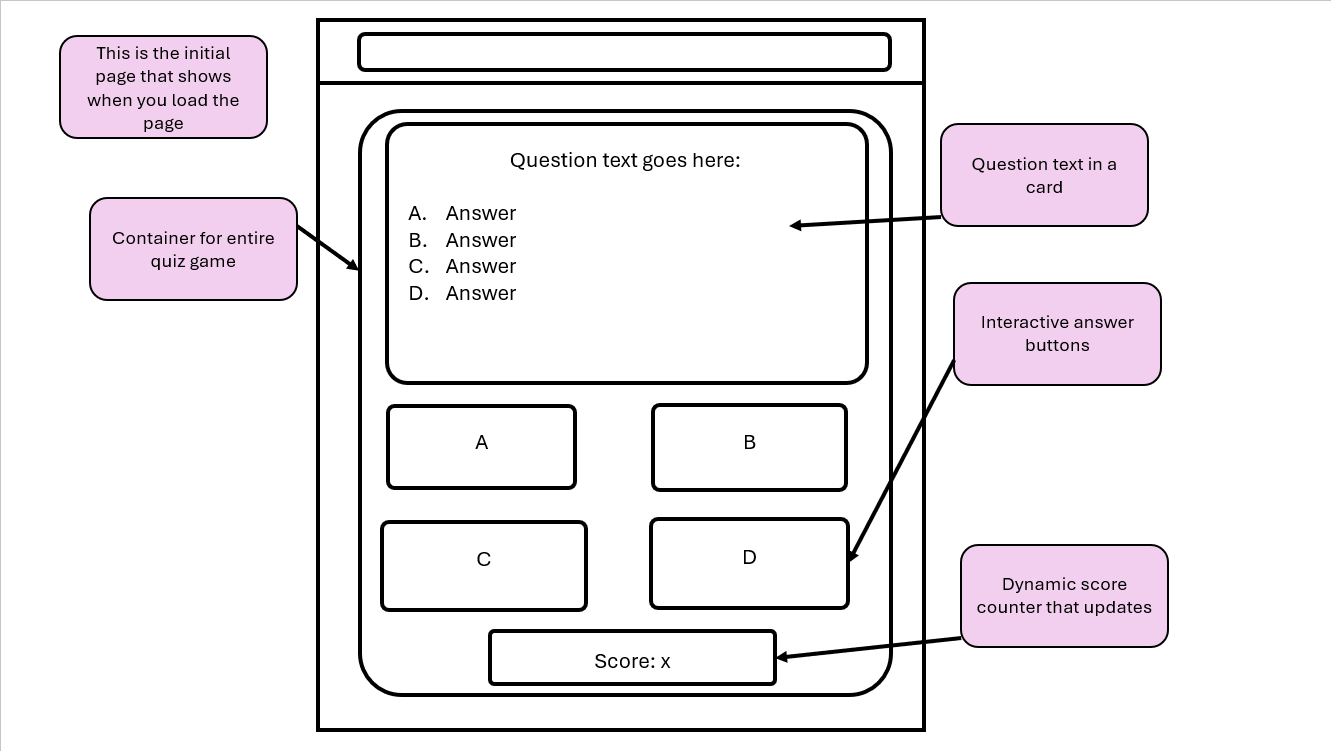 This is the initial
page that shows
when you load the
page
Container for entire
quiz game
Question text goes here:
A. Answer
B. Answer
C. Answer
D. Answer
A
B
C
D
Score: x
Question text in a
card
Interactive answer
buttons
Dynamic score
counter that updates